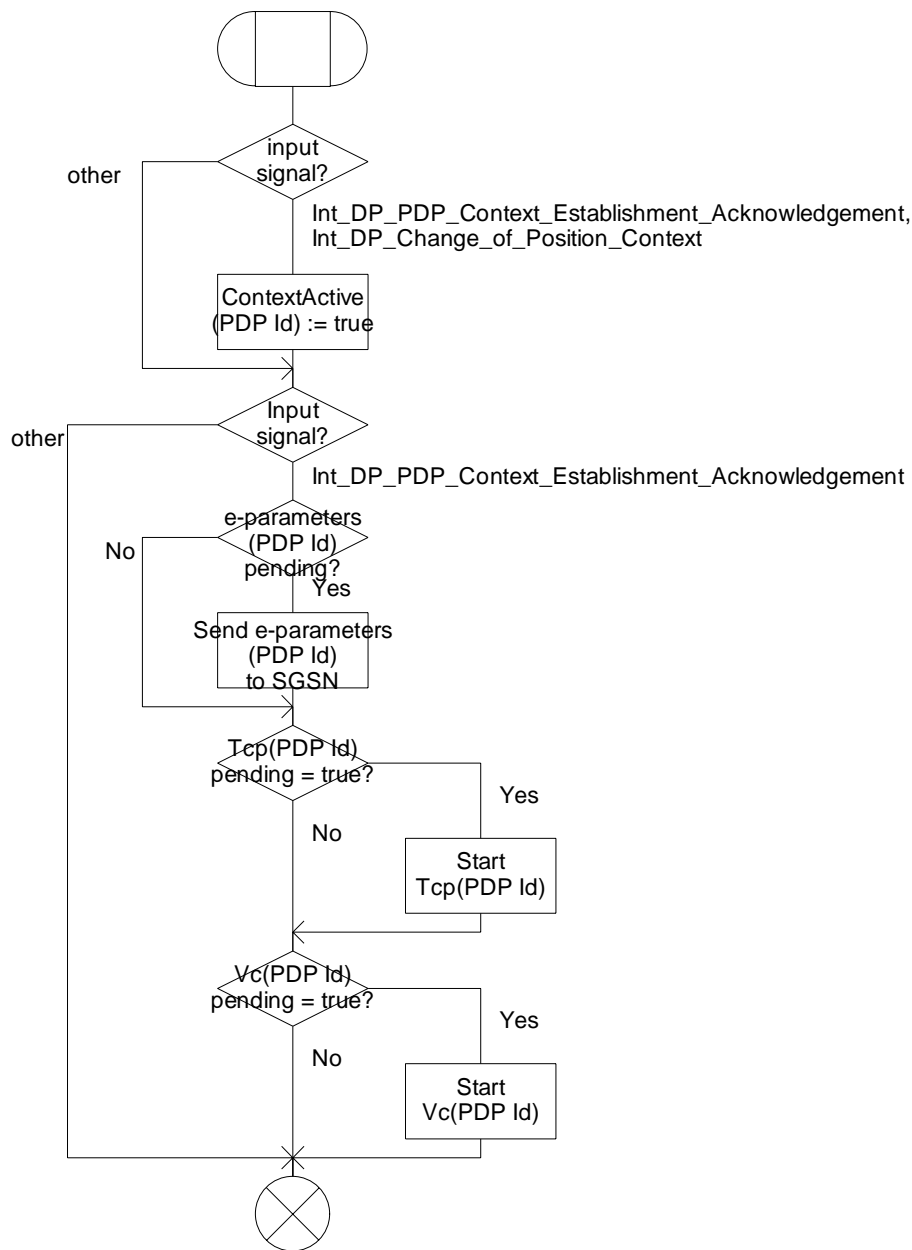 input
signal?
other
Int_DP_PDP_Context_Establishment_Acknowledgement,
Int_DP_Change_of_Position_Context
ContextActive
(PDP Id) := true
Input
signal?
other
Int_DP_PDP_Context_Establishment_Acknowledgement
e-parameters
(PDP Id)
pending?
No
Yes
Send e-parameters
(PDP Id)
to SGSN
Tcp(PDP Id)
pending = true?
Yes
No
Start
Tcp(PDP Id)
Vc(PDP Id)
pending = true?
Yes
No
Start
Vc(PDP Id)